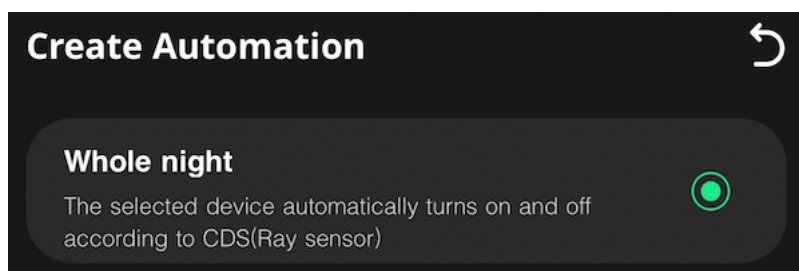 Create Automation
Whole night
The selected device automatically turns on and off
according to CDS(Ray sensor)